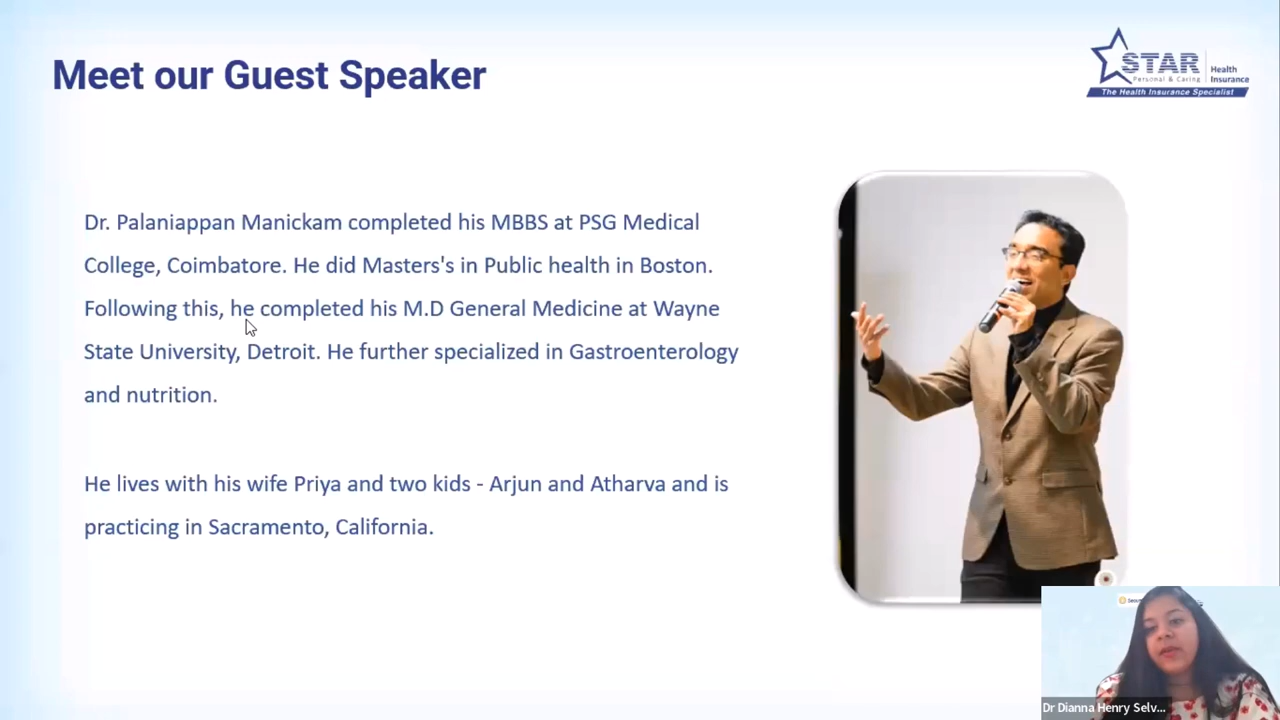 Meet our Guest Speaker
STAR
Personal & Caring
Health
Insurance
The Health Insurance Specialist
Dr. Palaniappan Manickam completed his MBBS at PSG Medical
College, Coimbatore. He did Masters's in Public health in Boston.
Following this, he completed his M.D General Medicine at Wayne
State University, Detroit. He further specialized in Gastroenterology
and nutrition.
He lives with his wife Priya and two kids - Arjun and Atharva and is
practicing in Sacramento, California.
Dr Dianna Henry Selv...